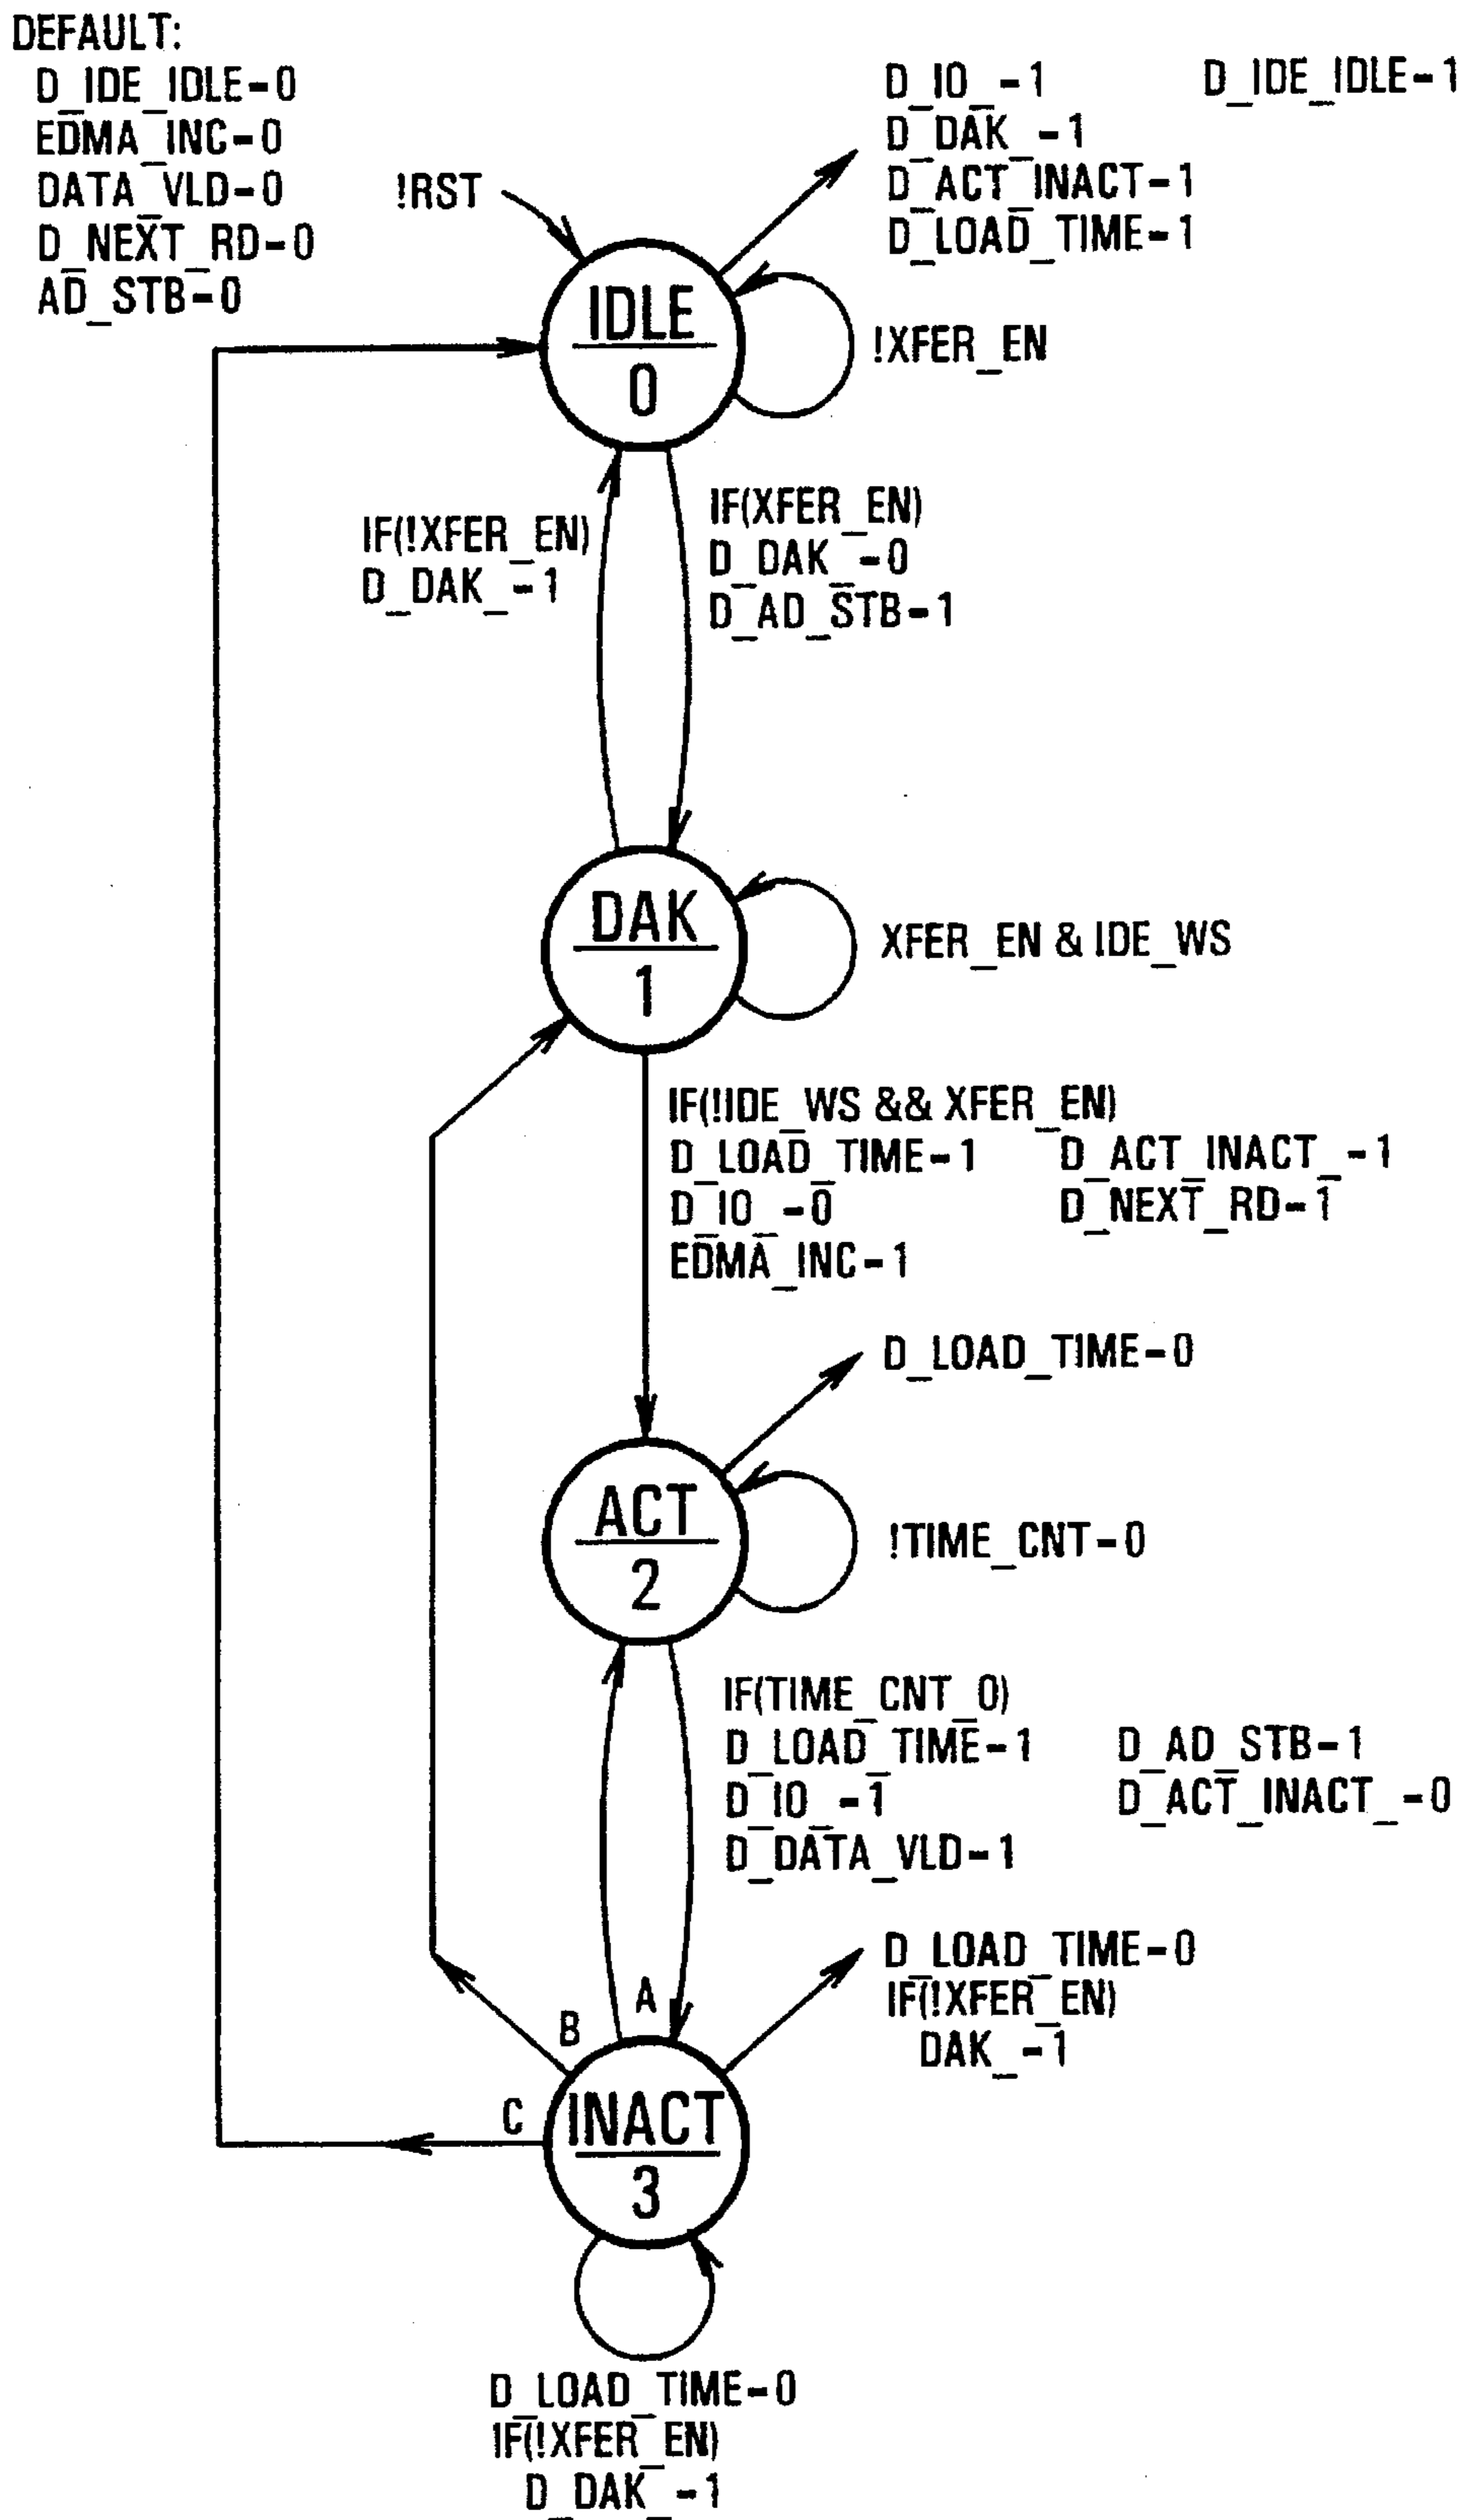 DEFAULT:
D_IDE_IDLE=0
EDMA_INC=0
DATA_VLD=0
D_NEXT_RD=0
AD_STB=0
!RST
D_IO_=1
D_IDE_IDLE=1
D_DAK_=1
D_ACT_INACT=1
D_LOAD_TIME=1
IDLE
0
!XFER_EN
IF(!XFER_EN)
D_DAK_=1
IF(XFER_EN)
D_DAK_=0
D_AD_STB=1
DAK
1
XFER_EN & IDE_WS
IF(!IDE_WS && XFER_EN)
D_LOAD_TIME=1 D_ACT_INACT_=1
D_IO_=0 D_NEXT_RD=1
EDMA_INC=1
D_LOAD_TIME=0
ACT
2
!TIME_CNT=0
IF(TIME_CNT_0)
D_LOAD_TIME=1 D_AD_STB=1
D_IO_=1 D_ACT_INACT_=0
D_DATA_VLD=1
A
B
C
D_LOAD_TIME=0
IF(!XFER_EN)
DAK_=1
INACT
3
D_LOAD_TIME=0
IF(!XFER_EN)
D_DAK_=1